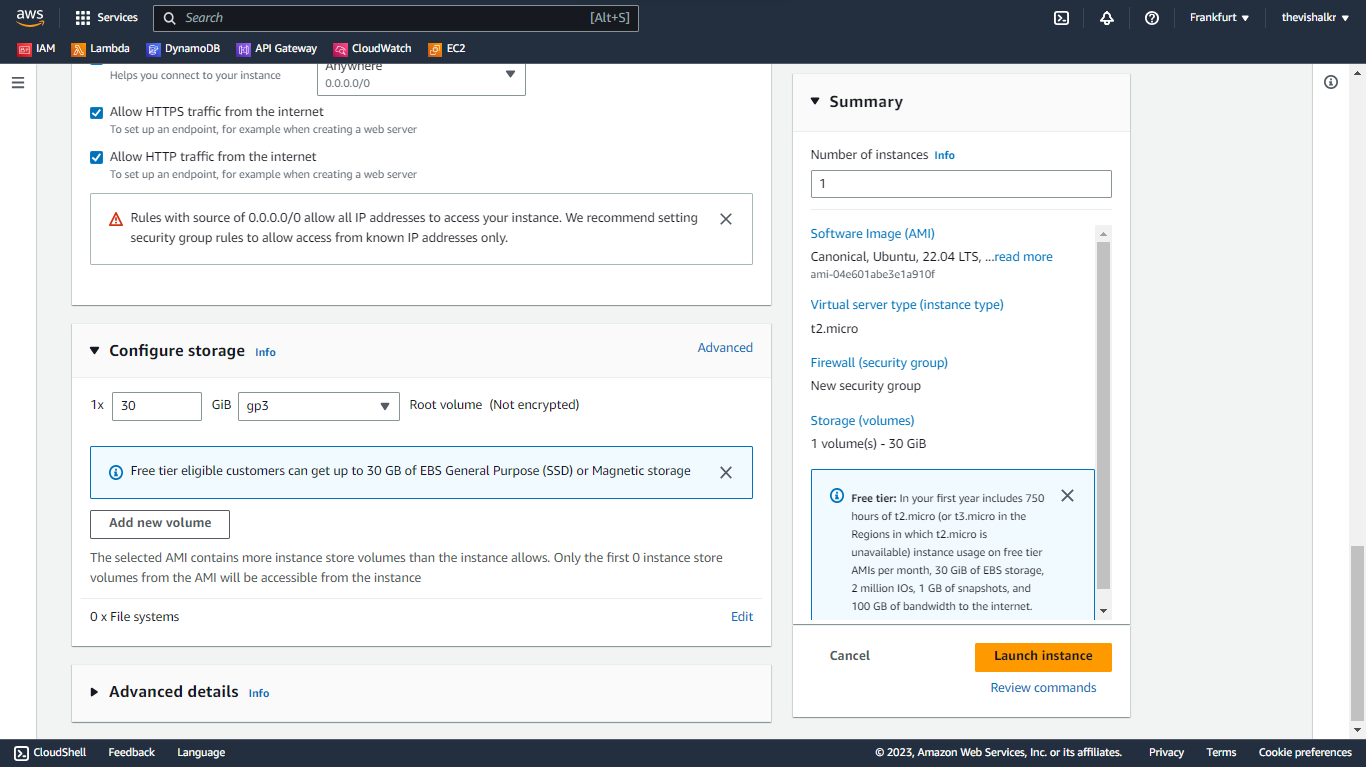 aws
Services
Search
[Alt+S]
Frankfurt
thevishalkr
IAM
Lambda
DynamoDB
API Gateway
CloudWatch
EC2
Helps you connect to your instance
Anywhere
0.0.0.0/0
Allow HTTPS traffic from the internet
To set up an endpoint, for example when creating a web server
Allow HTTP traffic from the internet
To set up an endpoint, for example when creating a web server
Rules with source of 0.0.0.0/0 allow all IP addresses to access your instance. We recommend setting
security group rules to allow access from known IP addresses only.
Configure storage Info
Advanced
1x 30 GiB gp3 Root volume (Not encrypted)
Free tier eligible customers can get up to 30 GB of EBS General Purpose (SSD) or Magnetic storage
Add new volume
The selected AMI contains more instance store volumes than the instance allows. Only the first 0 instance store
volumes from the AMI will be accessible from the instance
0 x File systems
Edit
Advanced details Info
Summary
Number of instances Info
1
Software Image (AMI)
Canonical, Ubuntu, 22.04 LTS, ...read more
ami-04e601abe3e1a910f
Virtual server type (instance type)
t2.micro
Firewall (security group)
New security group
Storage (volumes)
1 volume(s) - 30 GiB
Free tier: In your first year includes 750
hours of t2.micro (or t3.micro in the
Regions in which t2.micro is
unavailable) instance usage on free tier
AMIs per month, 30 GiB of EBS storage,
2 million IOs, 1 GB of snapshots, and
100 GB of bandwidth to the internet.
Cancel
Launch instance
Review commands
CloudShell
Feedback
Language
© 2023, Amazon Web Services, Inc. or its affiliates.
Privacy
Terms
Cookie preferences